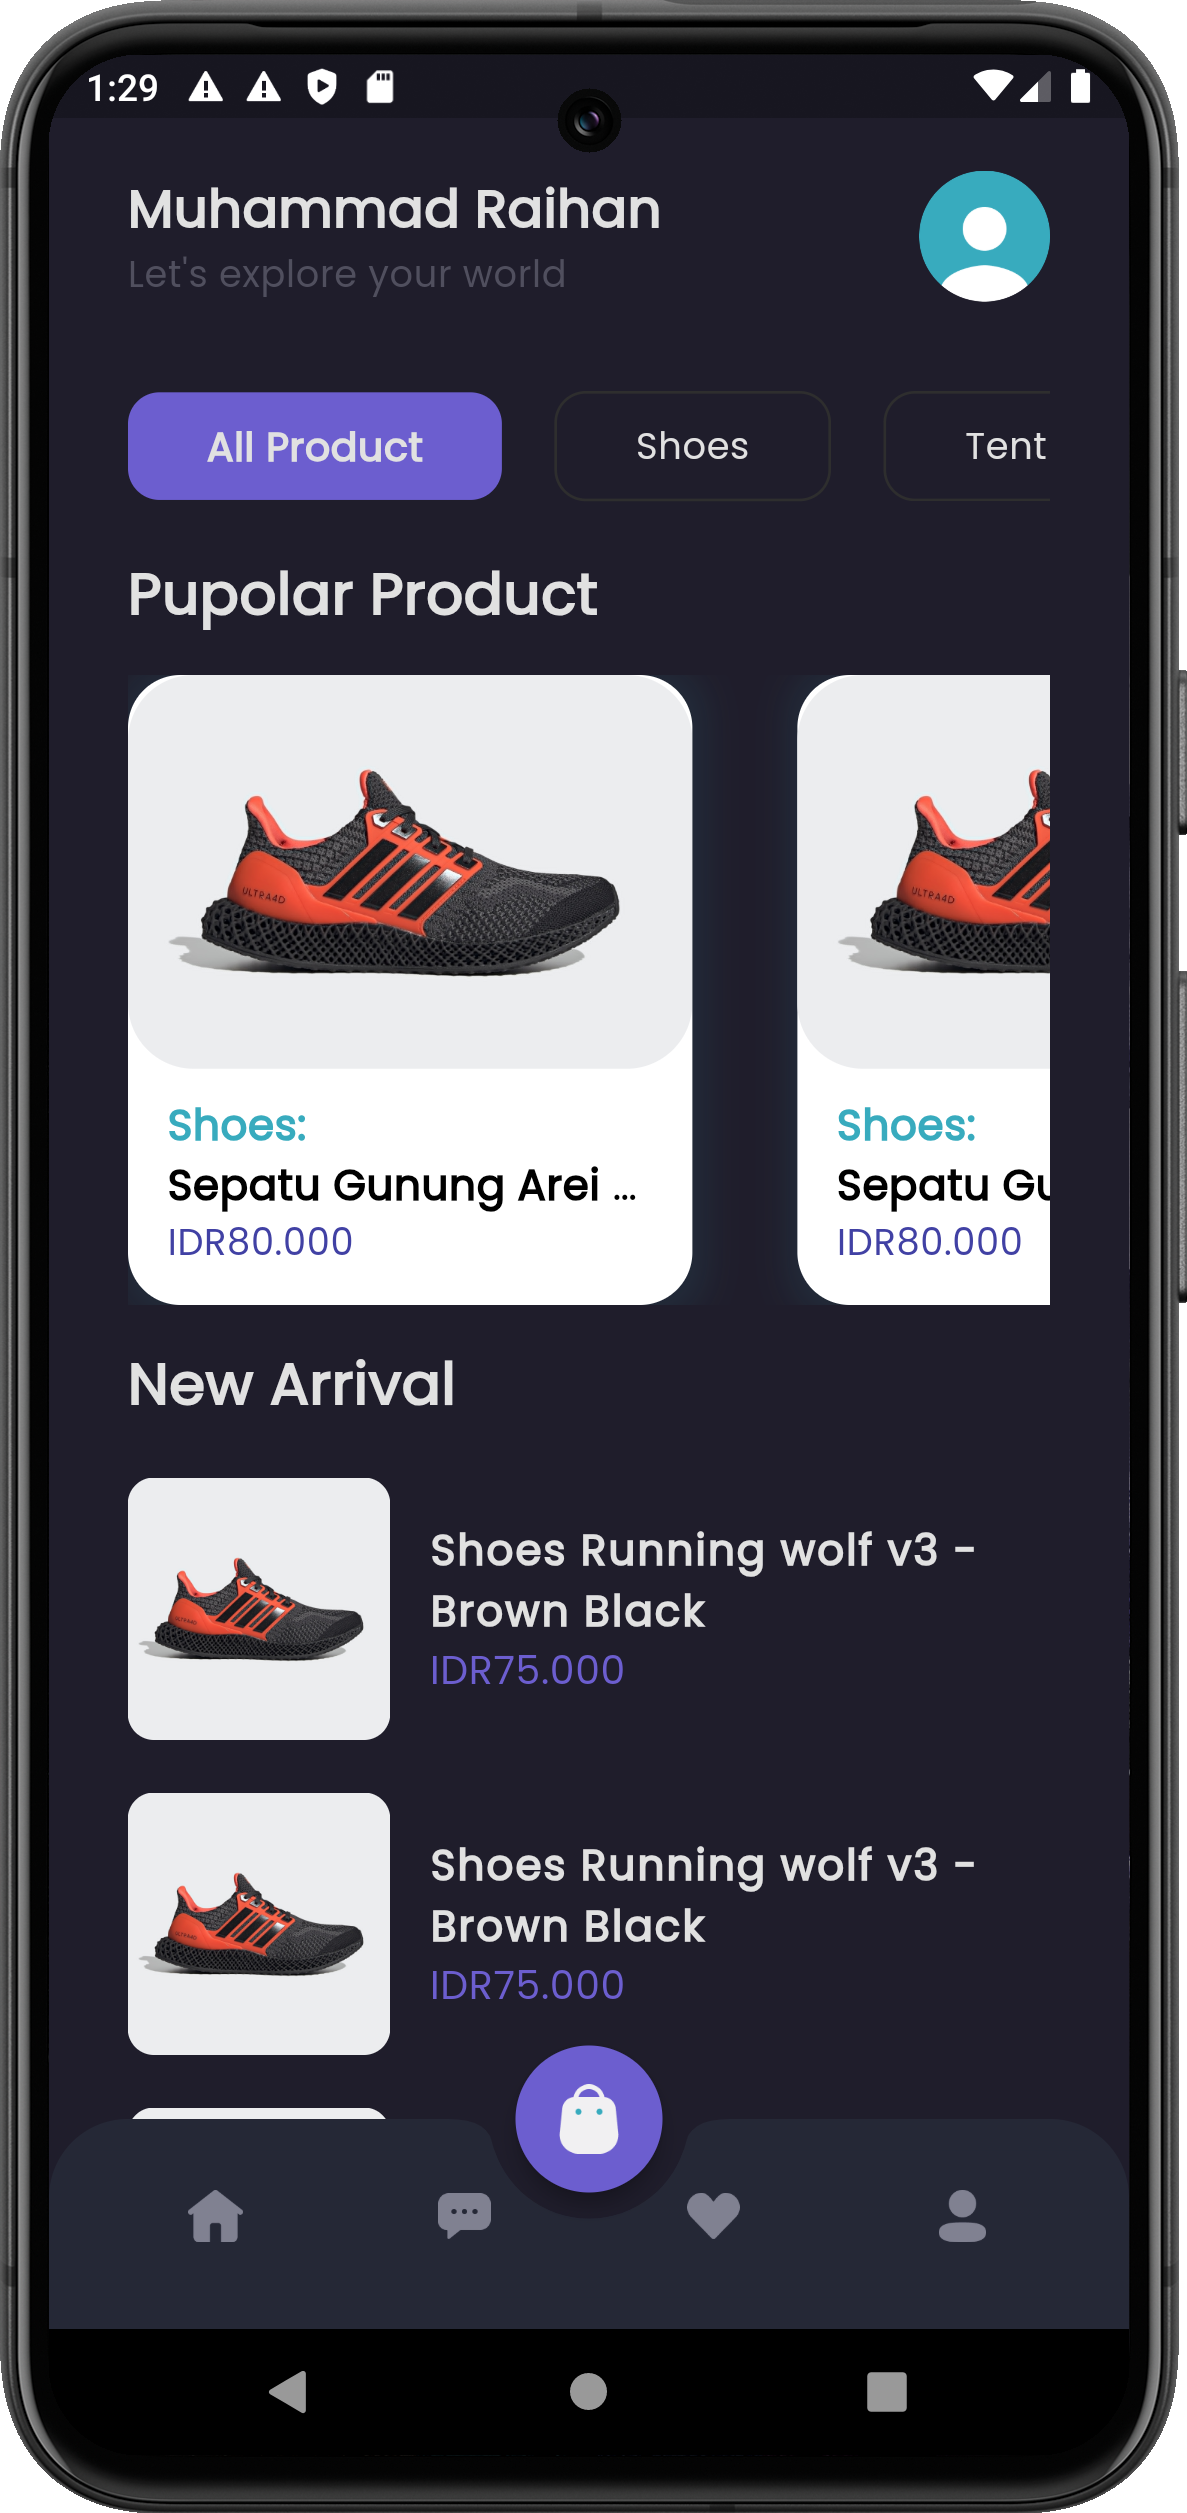 1:29
Muhammad Raihan
Let's explore your world
All Product
Shoes
Tent
Pupolar Product
ULTRA4D
ULTRA4D
Shoes:
Shoes:
Sepatu Gunung Arei ...
Sepatu Gu
IDR80.000
IDR80.000
New Arrival
Shoes Running wolf v3 -
Brown Black
IDR75.000
Shoes Running wolf v3 -
Brown Black
IDR75.000